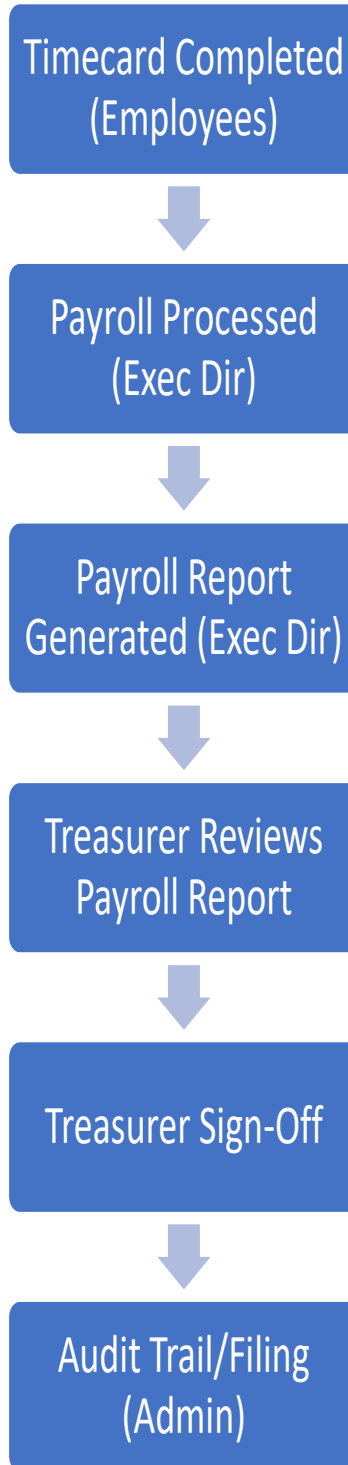 Timecard Completed
(Employees)
Payroll Processed
(Exec Dir)
Payroll Report
Generated (Exec Dir)
Treasurer Reviews
Payroll Report
Treasurer Sign-Off
Audit Trail/Filing
(Admin)